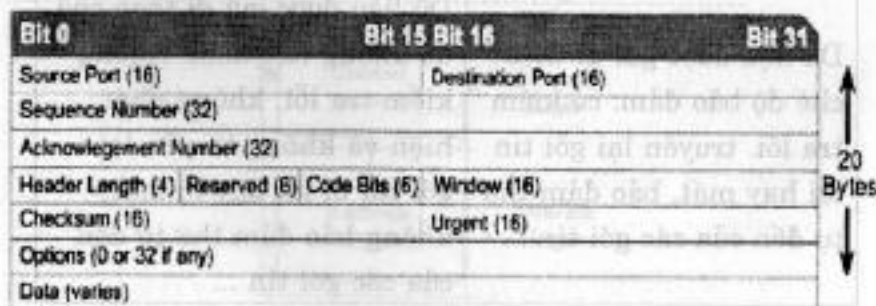 Bit 0 Bit 15 Bit 16 Bit 31
Source Port (16) Destination Port (16)
Sequence Number (32)
Acknowlegement Number (32)
Header Length (4) Reserved (6) Code Bits (6) Window (16)
Checksum (16) Urgent (16)
Options (0 or 32 if any)
Data (varies)
20
Bytes